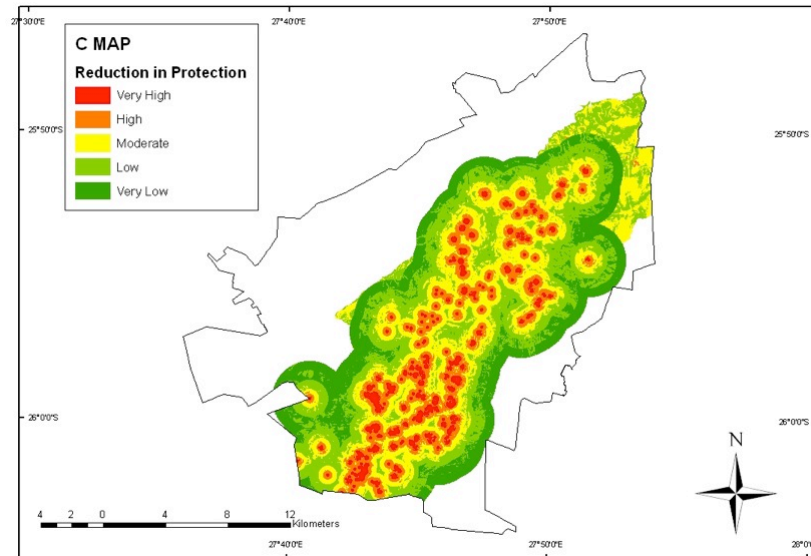 27°30'0"E
27°40'0"E
27°50'0"E
C MAP
Reduction in Protection
Very High
High
Moderate
Low
Very Low
25°50'0"S
25°50'0"S
26°0'0"S
26°0'0"S
N
4 2 0 4 8 12
Kilometers
27°40'0"E
27°50'0"E